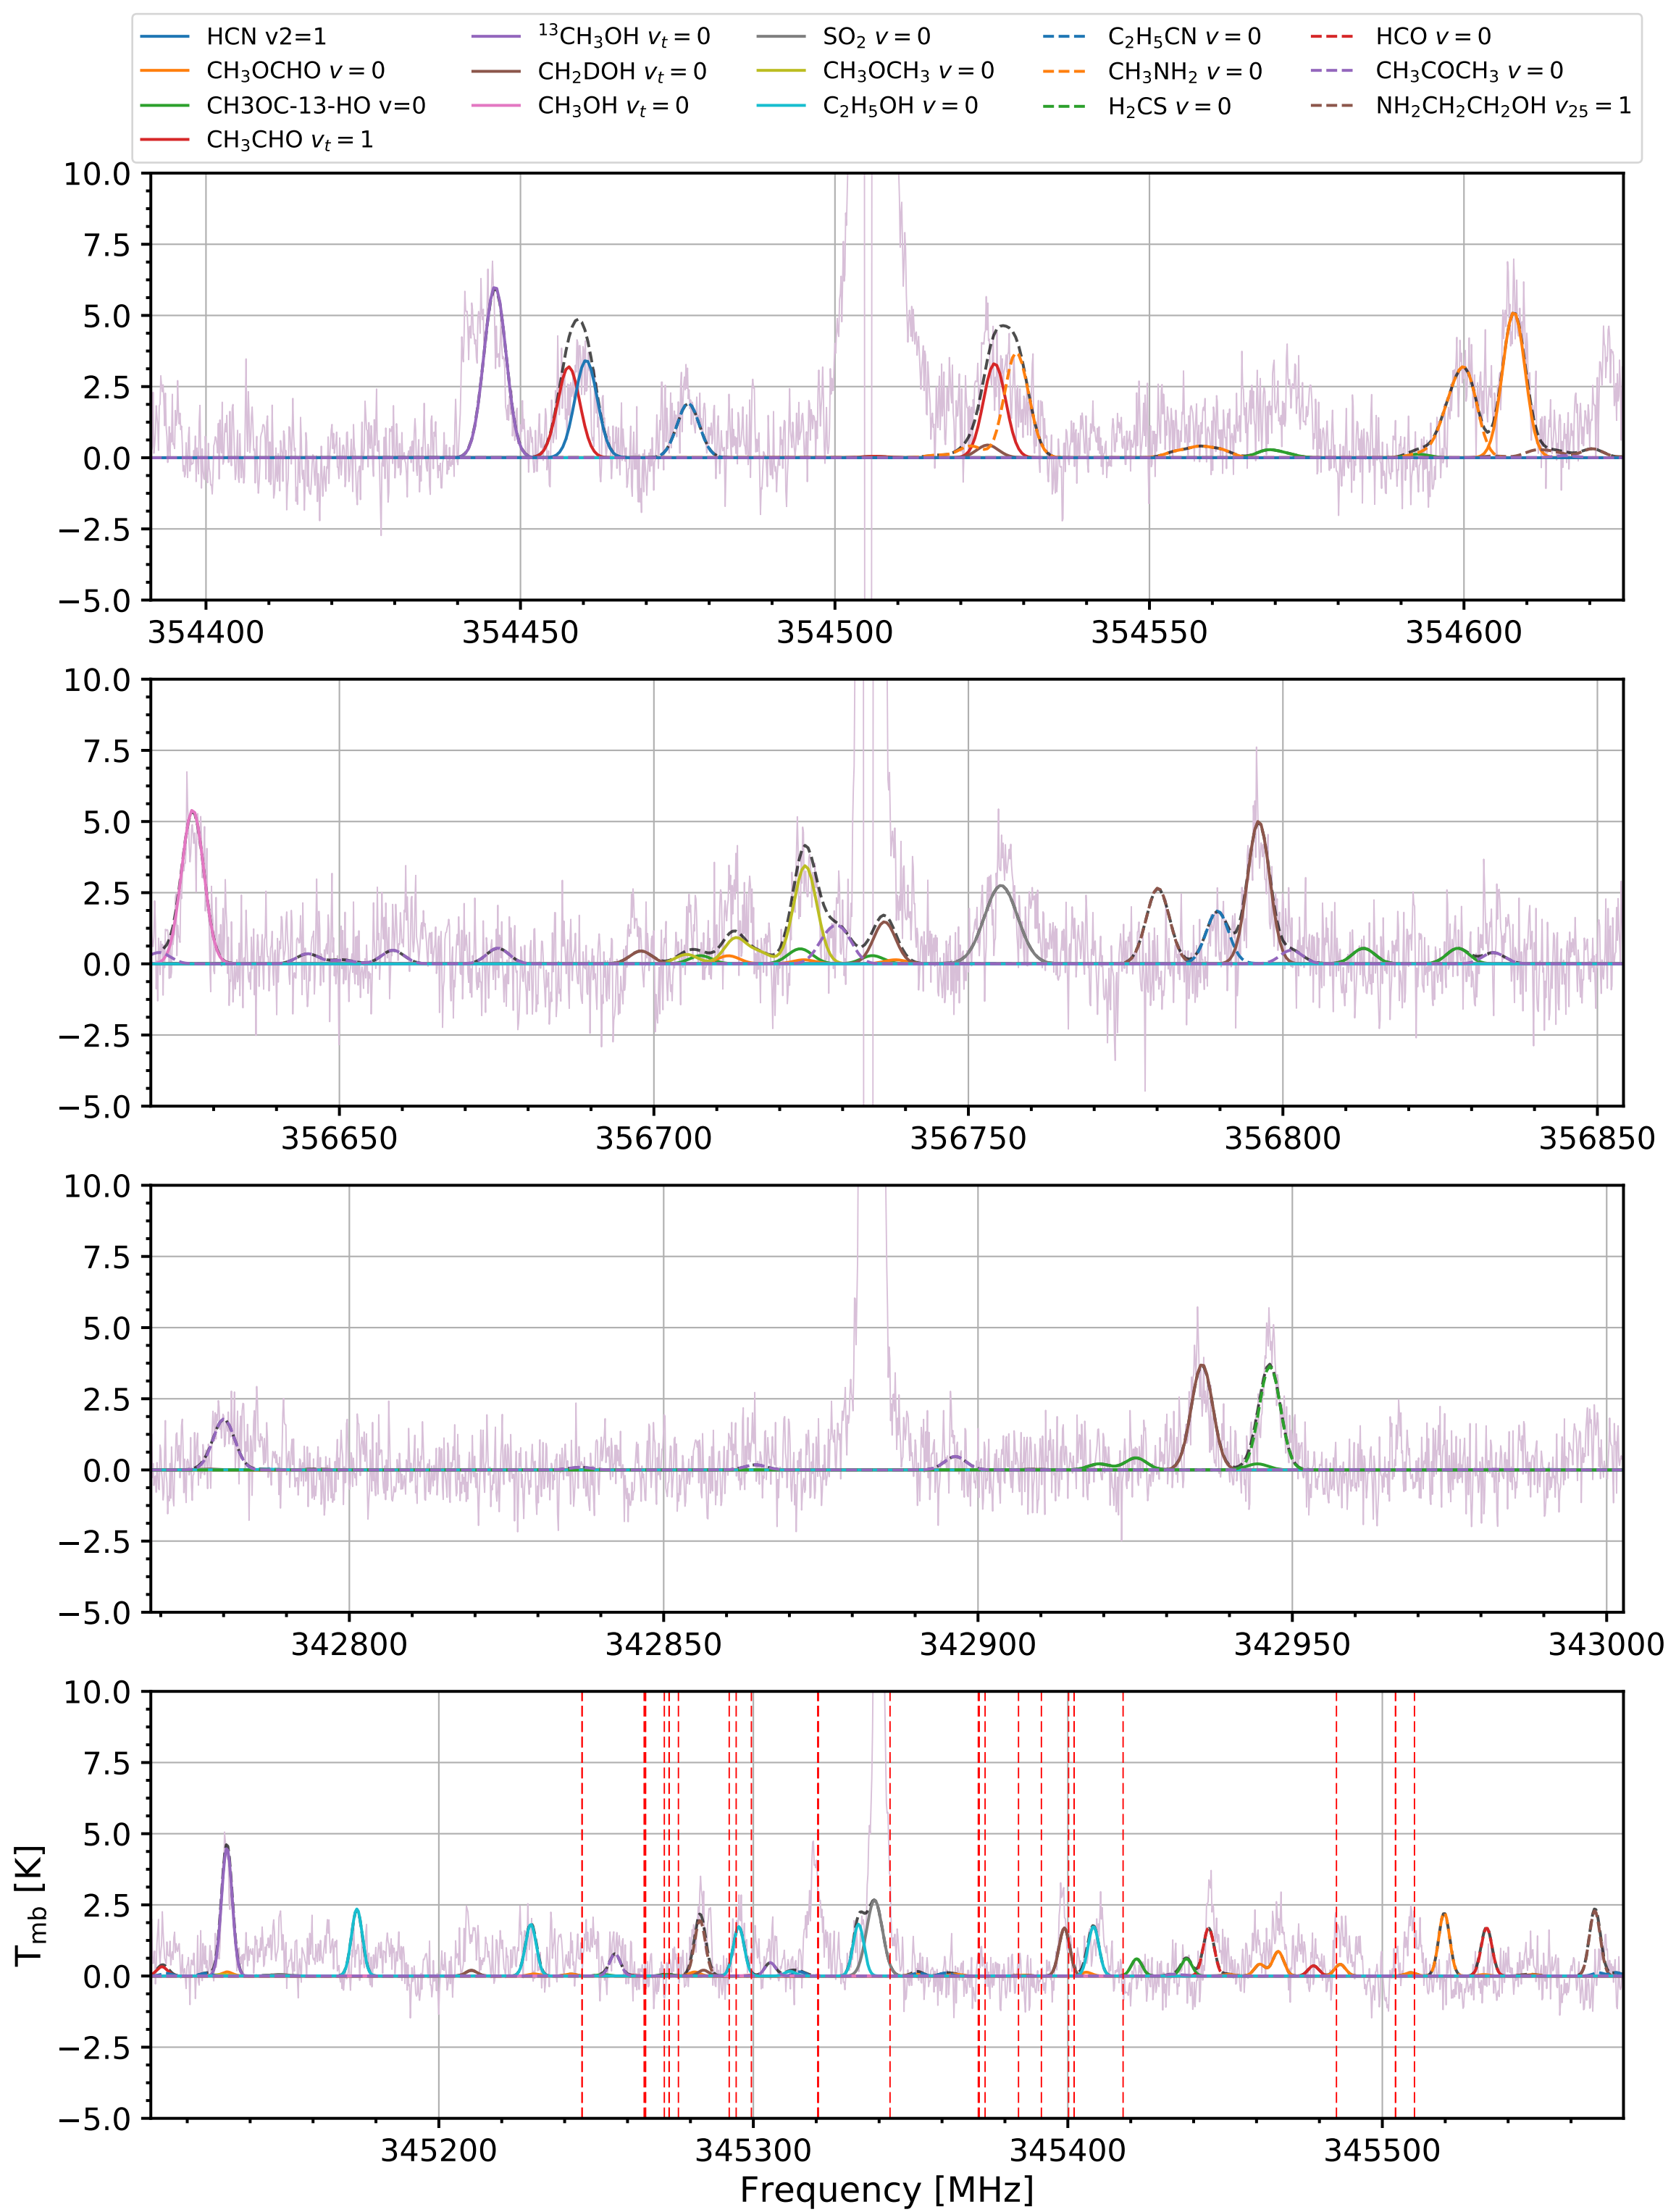 HCN v2=1 ¹³CH₃OH vₜ = 0 SO₂ v = 0 C₂H₅CN v = 0 HCO v = 0
CH₃OCHO v = 0 CH₂DOH vₜ = 0 CH₃OCH₃ v = 0 CH₃NH₂ v = 0 CH₃COCH₃ v = 0
CH3OC-13-HO v=0 CH₃OH vₜ = 0 C₂H₅OH v = 0 H₂CS v = 0 NH₂CH₂CH₂OH v₂₅ = 1
CH₃CHO vₜ = 1
10.0
7.5
5.0
2.5
0.0
−2.5
−5.0
354400 354450 354500 354550 354600
10.0
7.5
5.0
2.5
0.0
−2.5
−5.0
356650 356700 356750 356800 356850
10.0
7.5
5.0
2.5
0.0
−2.5
−5.0
342800 342850 342900 342950 343000
10.0
7.5
5.0
2.5
0.0
−2.5
−5.0
345200 345300 345400 345500
T_mb [K]
Frequency [MHz]